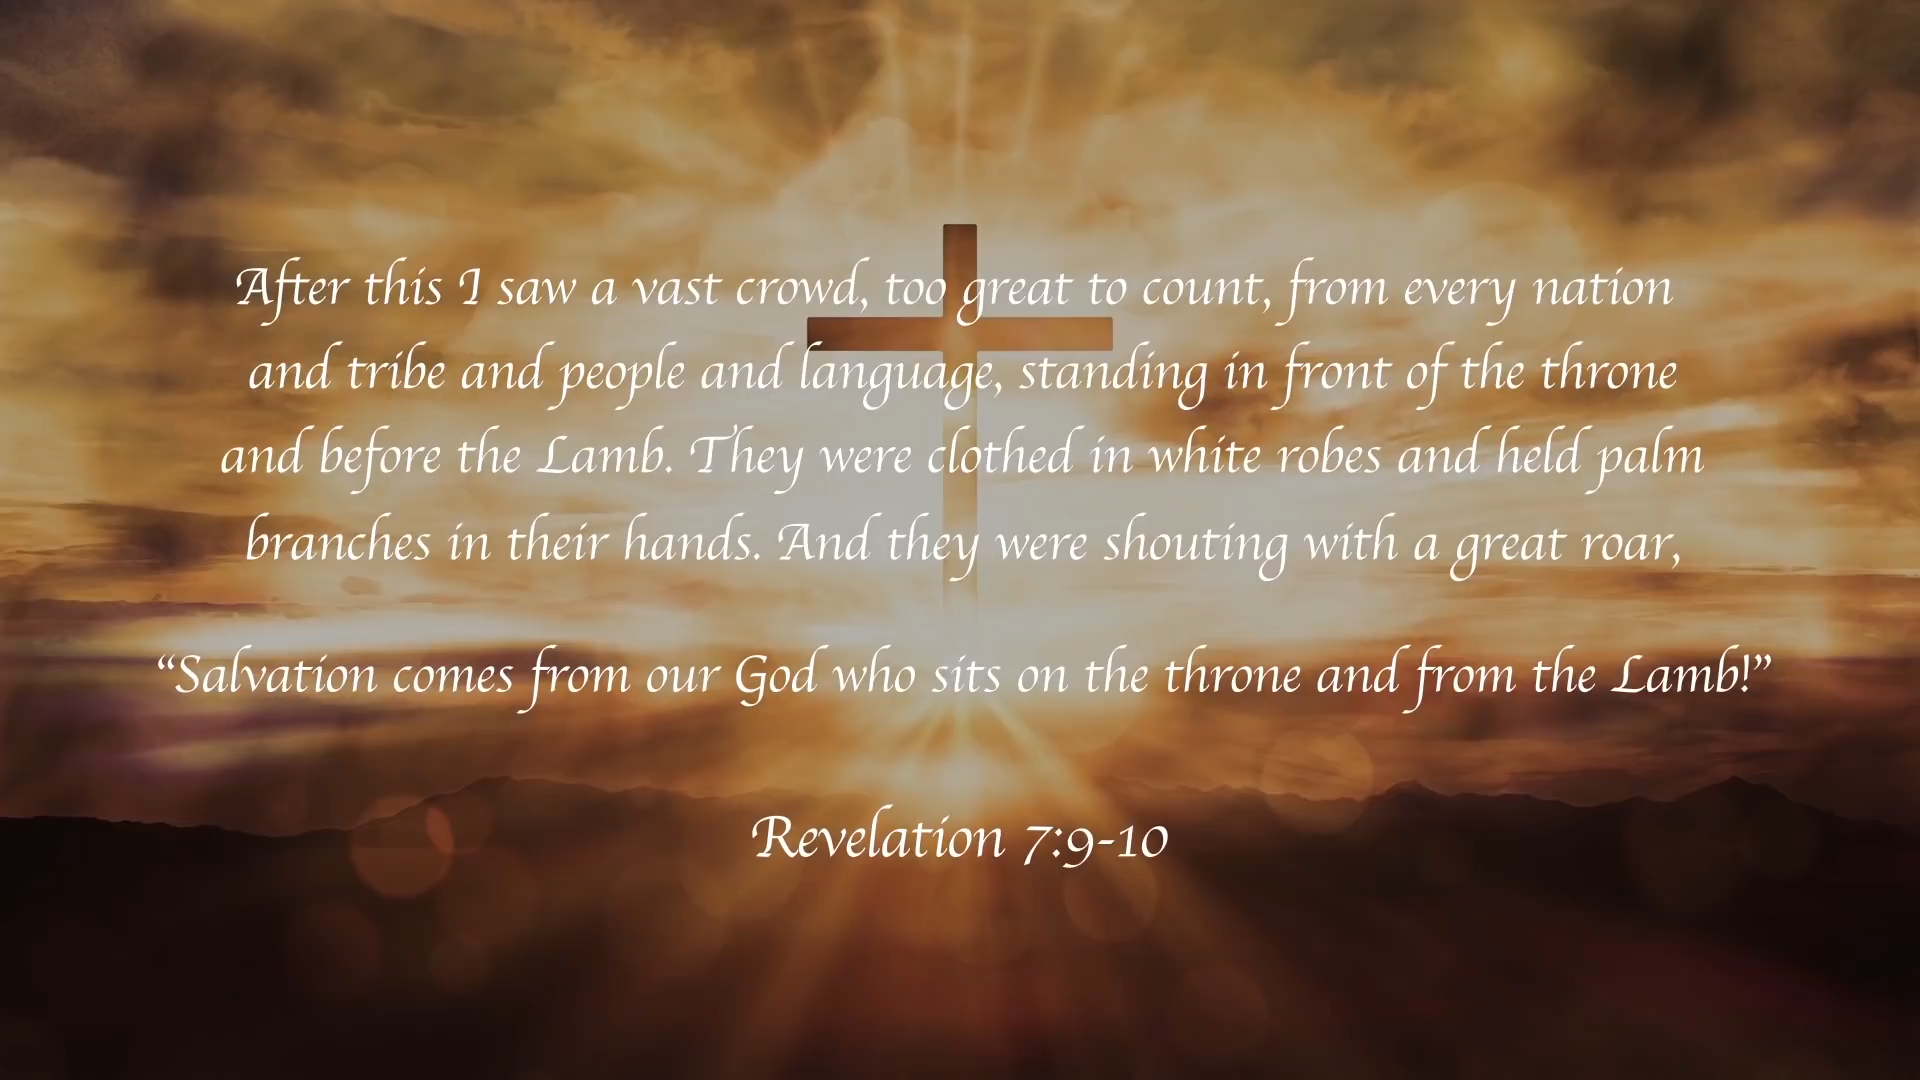 After this I saw a vast crowd, too great to count, from every nation
and tribe and people and language, standing in front of the throne
and before the Lamb. They were clothed in white robes and held palm
branches in their hands. And they were shouting with a great roar,
“Salvation comes from our God who sits on the throne and from the Lamb!”
Revelation 7:9-10